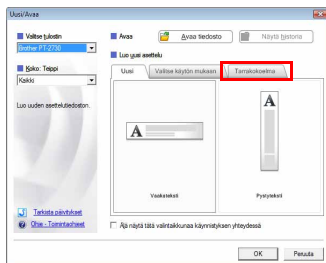 Uusi/Avaa
Valitse tulostin
Brother PT-2730
Koko: Teippi
Kaikki
Luo uuden asettelutiedoston.
Tarkista päivitykset
Ohje - Toimintaohjeet
Avaa
Avaa tiedosto
Näytä historia
Luo uusi asettelu
Uusi
Valitse käytön mukaan
Tarrakokoelma
A
Vaakateksti
A
Pystyteksti
Älä näytä tätä valintaikkunaa käynnistyksen yhteydessä
OK
Peruuta